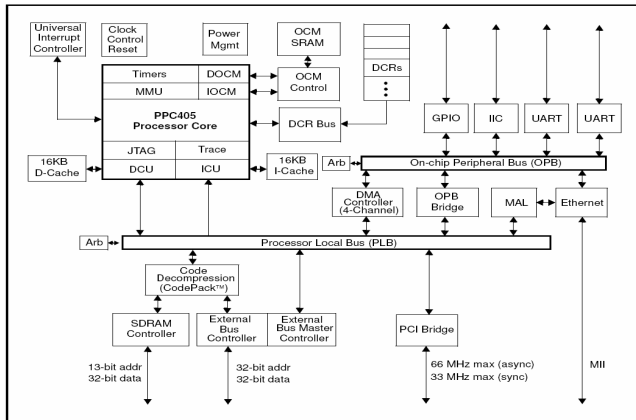 Universal
Interrupt
Controller
Clock
Control
Reset
Power
Mgmt
OCM
SRAM
DCRs
Timers
DOCM
MMU
IOCM
OCM
Control
PPC405
Processor Core
DCR Bus
GPIO
IIC
UART
UART
JTAG
Trace
DCU
ICU
16KB
D-Cache
16KB
I-Cache
Arb
On-chip Peripheral Bus (OPB)
DMA
Controller
(4-Channel)
OPB
Bridge
MAL
Ethernet
Arb
Processor Local Bus (PLB)
Code
Decompression
(CodePack™)
SDRAM
Controller
External
Bus
Controller
External
Bus Master
Controller
PCI Bridge
13-bit addr
32-bit data
32-bit addr
32-bit data
66 MHz max (async)
33 MHz max (sync)
MII